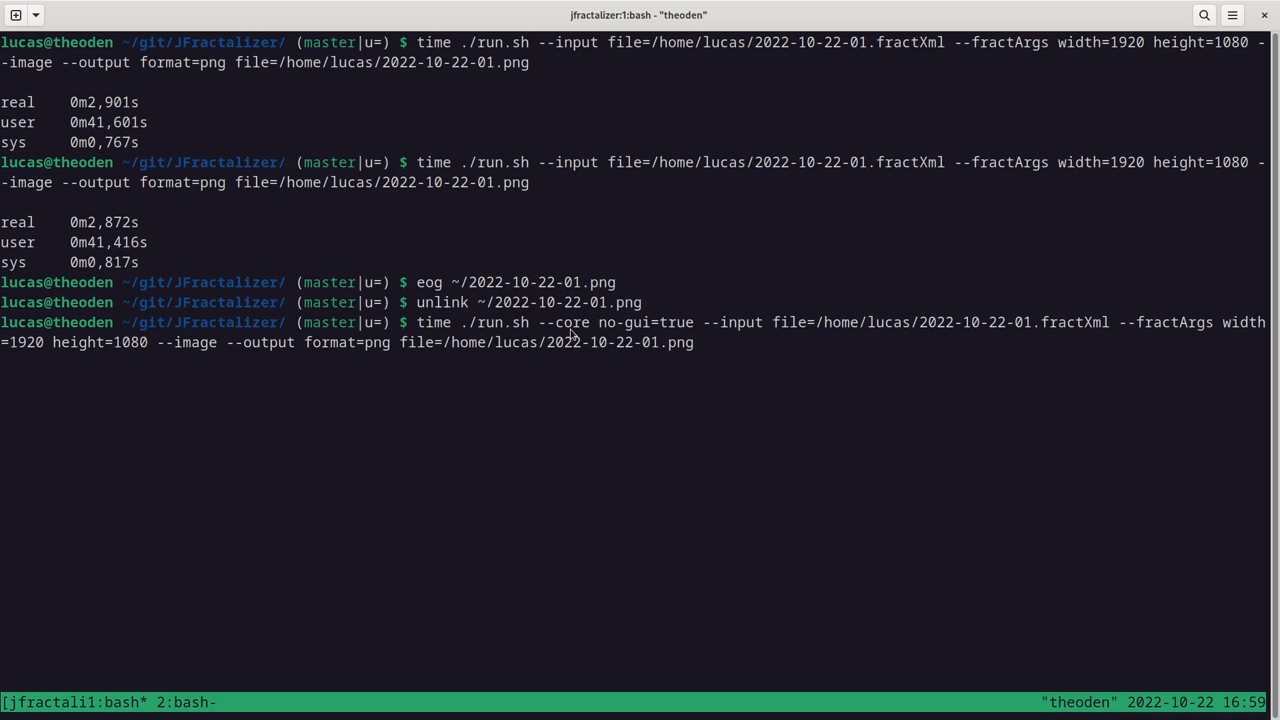 jfractalizer:1:bash - "theoden"
lucas@theoden ~/git/JFractalizer/ (master|u=) $ time ./run.sh --input file=/home/lucas/2022-10-22-01.fractXml --fractArgs width=1920 height=1080 -
-image --output format=png file=/home/lucas/2022-10-22-01.png
real    0m2,901s
user    0m41,601s
sys    0m0,767s
lucas@theoden ~/git/JFractalizer/ (master|u=) $ time ./run.sh --input file=/home/lucas/2022-10-22-01.fractXml --fractArgs width=1920 height=1080 -
-image --output format=png file=/home/lucas/2022-10-22-01.png
real    0m2,872s
user    0m41,416s
sys    0m0,817s
lucas@theoden ~/git/JFractalizer/ (master|u=) $ eog ~/2022-10-22-01.png
lucas@theoden ~/git/JFractalizer/ (master|u=) $ unlink ~/2022-10-22-01.png
lucas@theoden ~/git/JFractalizer/ (master|u=) $ time ./run.sh --core no-gui=true --input file=/home/lucas/2022-10-22-01.fractXml --fractArgs width
=1920 height=1080 --image --output format=png file=/home/lucas/2022-10-22-01.png
[jfractali1:bash* 2:bash- "theoden" 2022-10-22 16:59